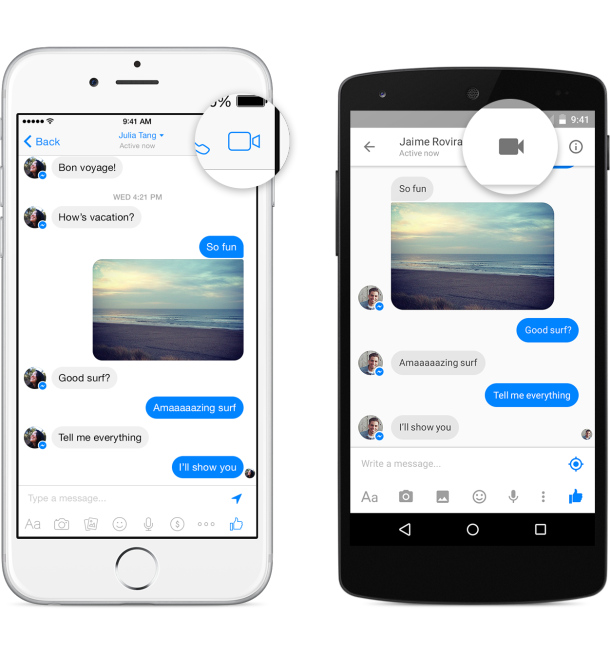 9:41 AM
%
Back
Julia Tang
Active now
Bon voyage!
WED 4:21 PM
How's vacation?
So fun
Good surf?
Amaaaaazing surf
Tell me everything
I'll show you
Type a message...
Aa
$
9:41
Jaime Rovira
Active now
So fun
Good surf?
Amaaaaazing surf
Tell me everything
I'll show you
Write a message...
Aa